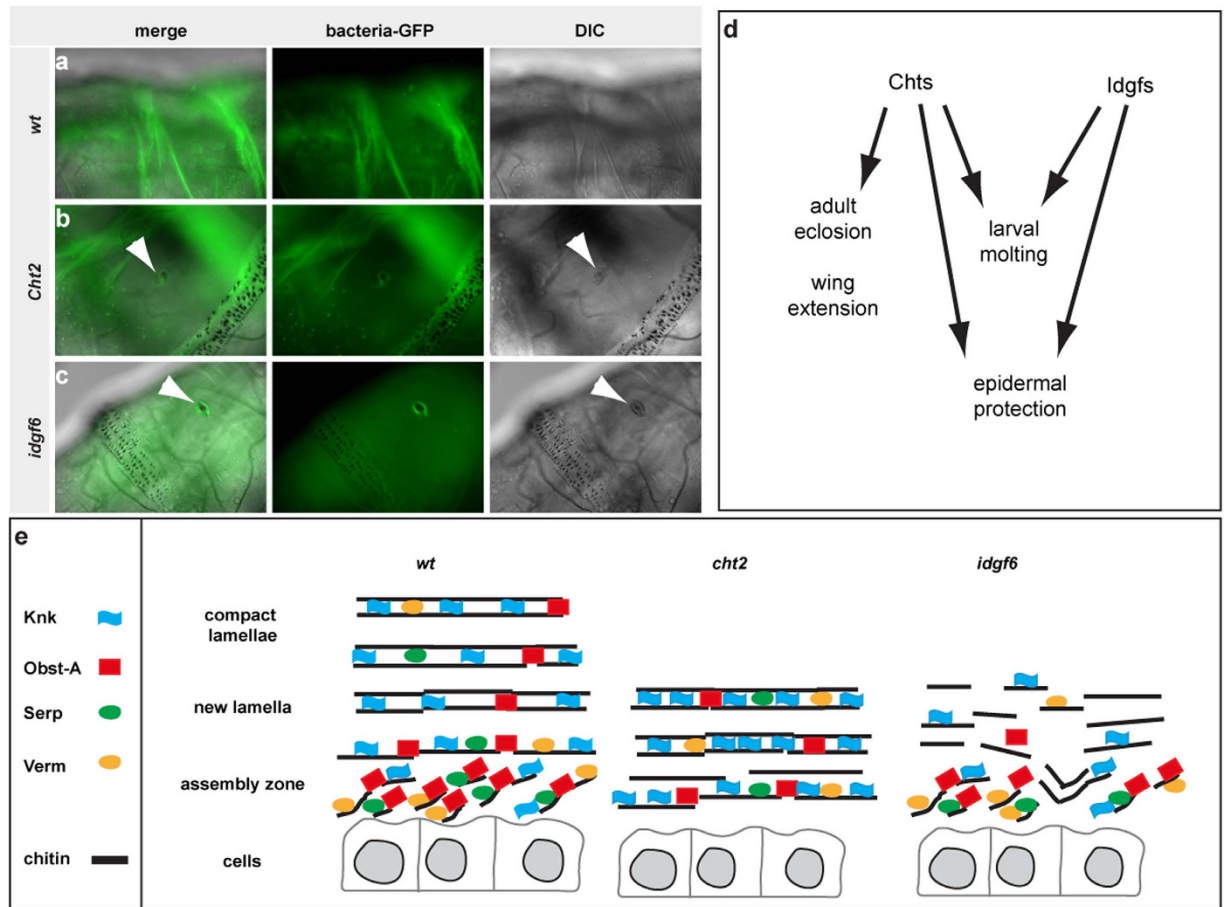 merge bacteria-GFP DIC
a
wt
b
Cht2
c
idgf6
d
Chts Idgfs
adult
eclosion
larval
molting
wing
extension
epidermal
protection
e
wt cht2 idgf6
Knk
Obst-A
Serp
Verm
chitin
compact
lamellae
new lamella
assembly zone
cells